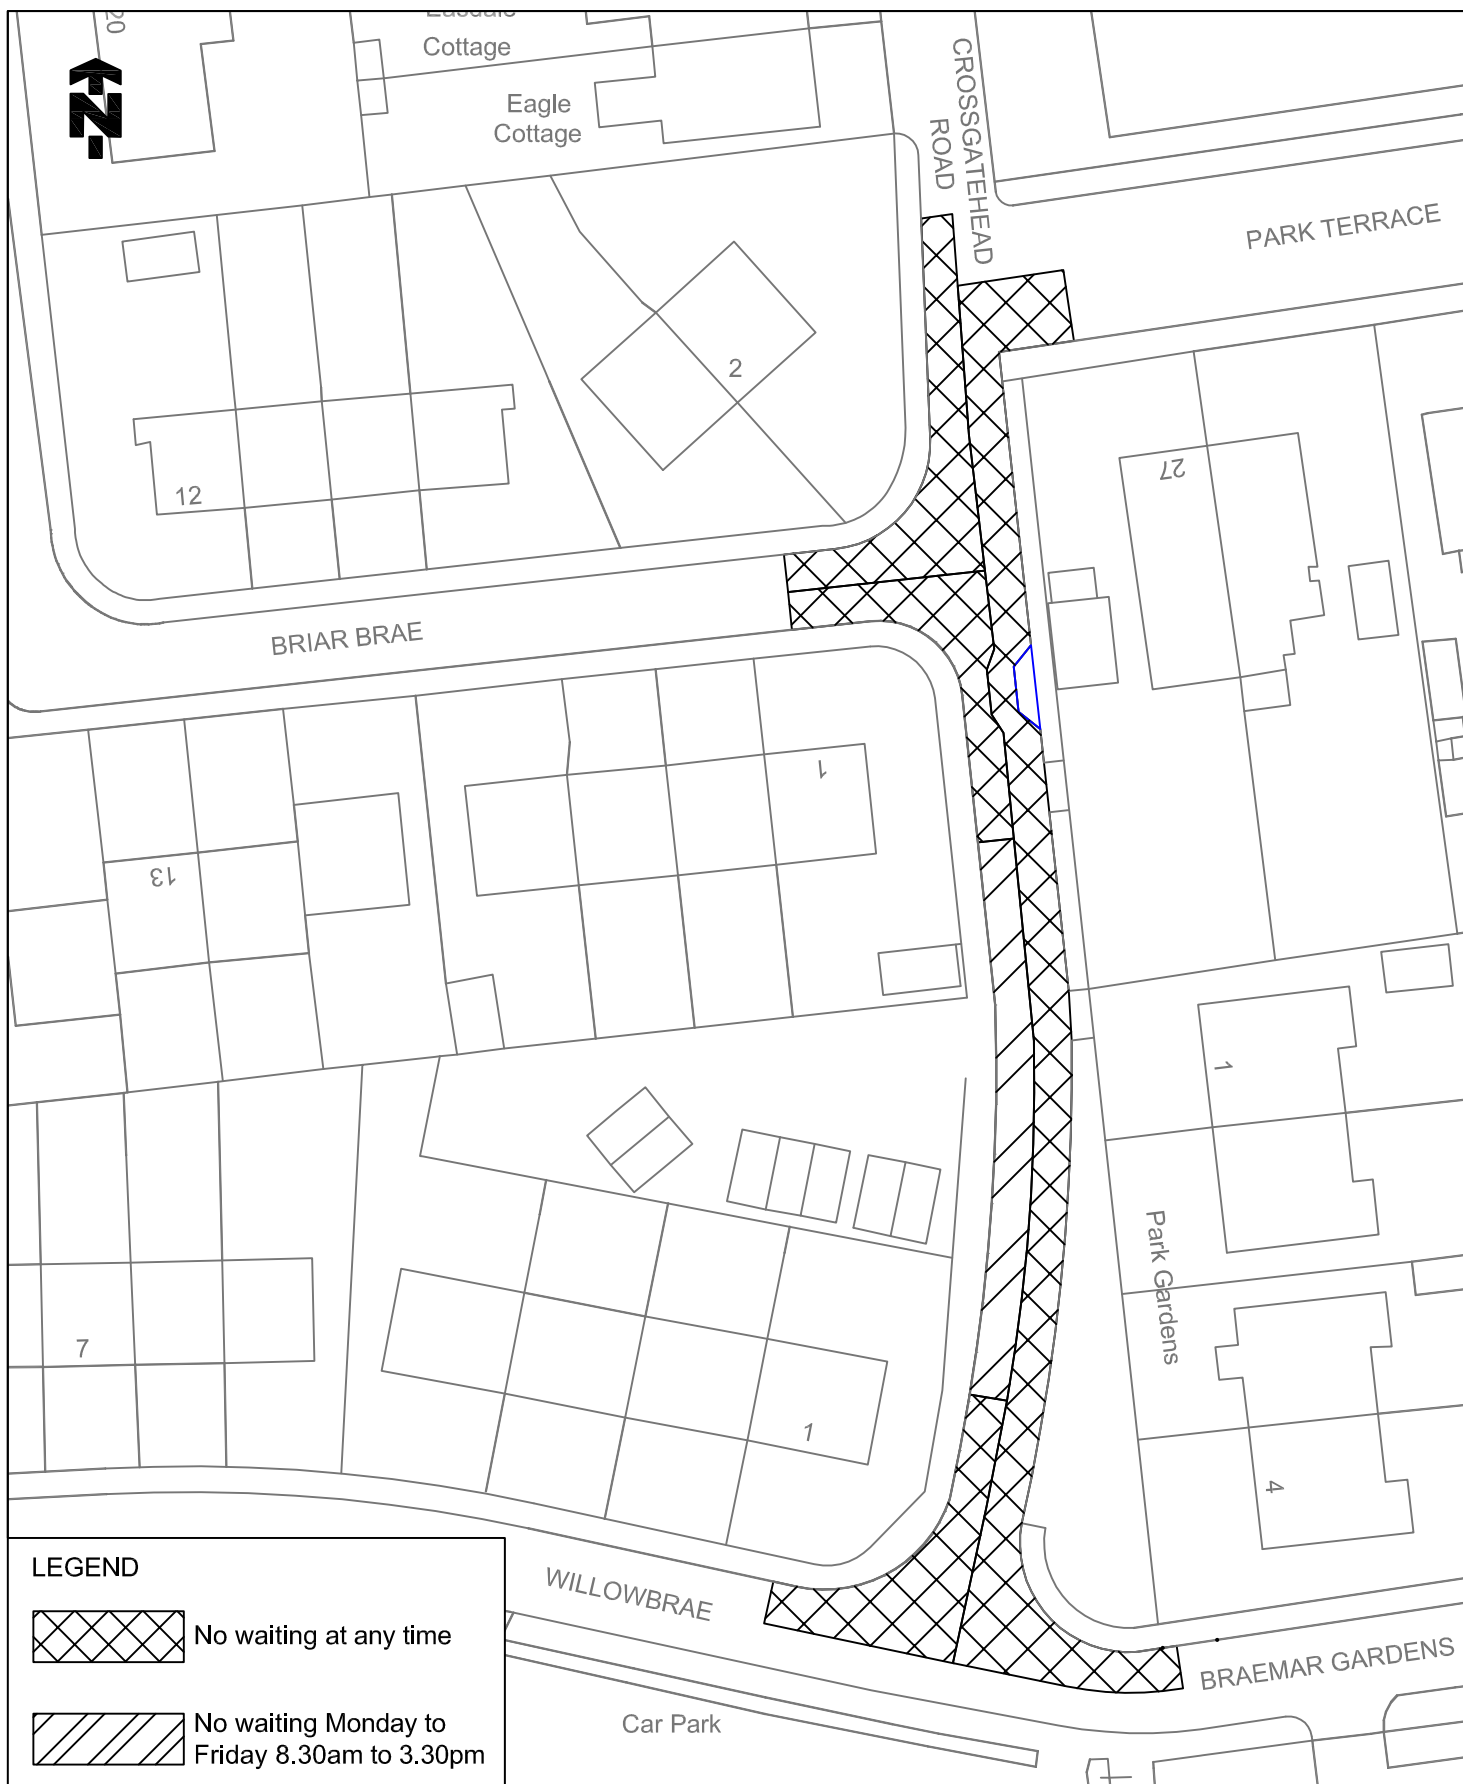 20
Cottage
Eagle
Cottage
N
CROSSGATEHEAD
ROAD
PARK TERRACE
2
27
12
BRIAR BRAE
1
13
1
Park Gardens
7
1
4
LEGEND
No waiting at any time
No waiting Monday to
Friday 8.30am to 3.30pm
WILLOWBRAE
BRAEMAR GARDENS
Car Park